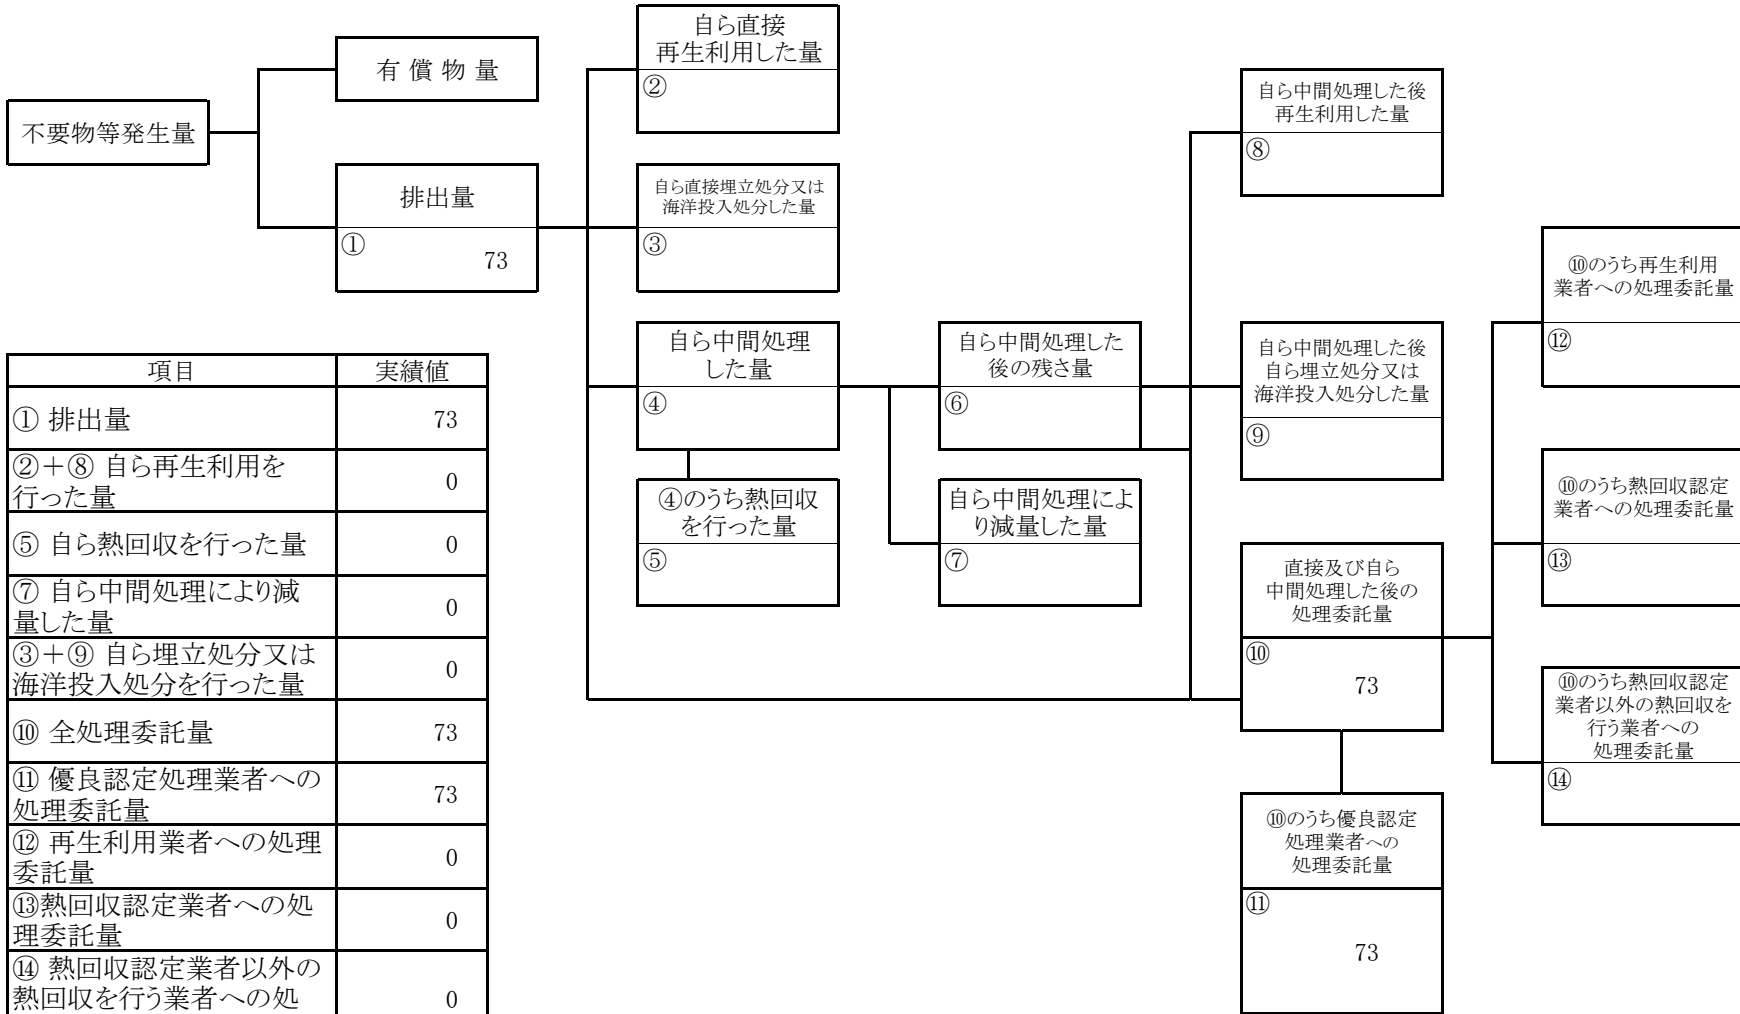 不要物等発生量
有 償 物 量
排出量
①
73
自ら直接
再生利用した量
②
自ら直接埋立処分又は
海洋投入処分した量
③
自ら中間処理
した量
④
④のうち熱回収
を行った量
⑤
自ら中間処理した
後の残さ量
⑥
自ら中間処理によ
り減量した量
⑦
自ら中間処理した後
再生利用した量
⑧
自ら中間処理した後
自ら埋立処分又は
海洋投入処分した量
⑨
直接及び自ら
中間処理した後の
処理委託量
⑩
73
⑩のうち優良認定
処理業者への
処理委託量
⑪
73
⑩のうち再生利用
業者への処理委託量
⑫
⑩のうち熱回収認定
業者への処理委託量
⑬
⑩のうち熱回収認定
業者以外の熱回収を
行う業者への
処理委託量
⑭
項目 実績値
① 排出量 73
②＋⑧ 自ら再生利用を
行った量 0
⑤ 自ら熱回収を行った量 0
⑦ 自ら中間処理により減
量した量 0
③＋⑨ 自ら埋立処分又は
海洋投入処分を行った量 0
⑩ 全処理委託量 73
⑪ 優良認定処理業者への
処理委託量 73
⑫ 再生利用業者への処理
委託量 0
⑬熱回収認定業者への処
理委託量 0
⑭ 熱回収認定業者以外の
熱回収を行う業者への処 0